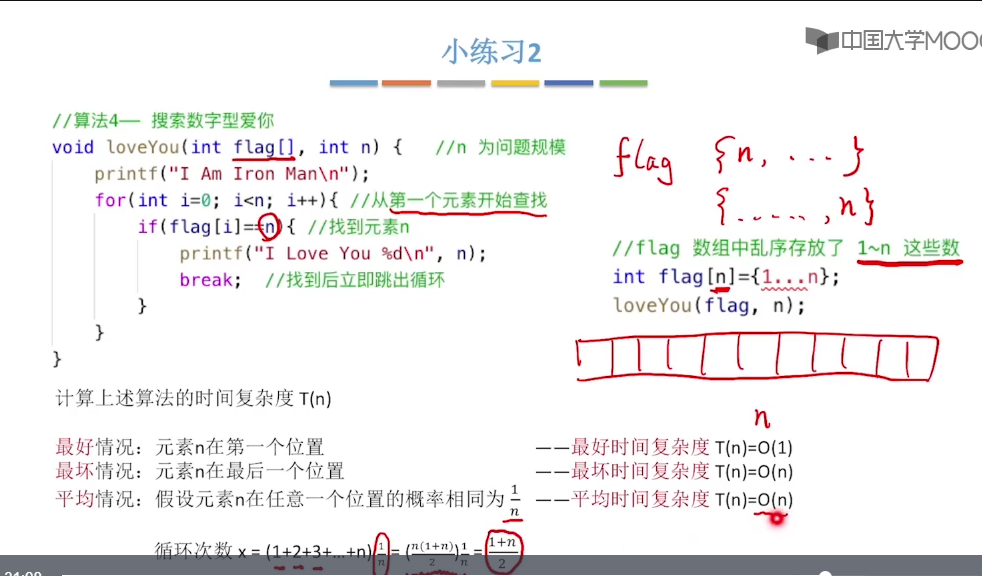 中国大学MOOC
小练习2
//算法4—— 搜索数字型爱你
void loveYou(int flag[], int n) { //n 为问题规模
printf("I Am Iron Man\n");
for(int i=0; i<n; i++){ //从第一个元素开始查找
if(flag[i]==n){ //找到元素n
printf("I Love You %d\n", n);
break; //找到后立即跳出循环
}
}
}
flag {n, ...}
{....., n}
//flag 数组中乱序存放了 1~n 这些数
int flag[n]={1...n};
loveYou(flag, n);
n
计算上述算法的时间复杂度 T(n)
最好情况：元素n在第一个位置 ——最好时间复杂度 T(n)=O(1)
最坏情况：元素n在最后一个位置 ——最坏时间复杂度 T(n)=O(n)
平均情况：假设元素n在任意一个位置的概率相同为 1/n ——平均时间复杂度 T(n)=O(n)
循环次数 x = (1+2+3+...+n) 1/n = (n(1+n)/2) 1/n = (1+n)/2